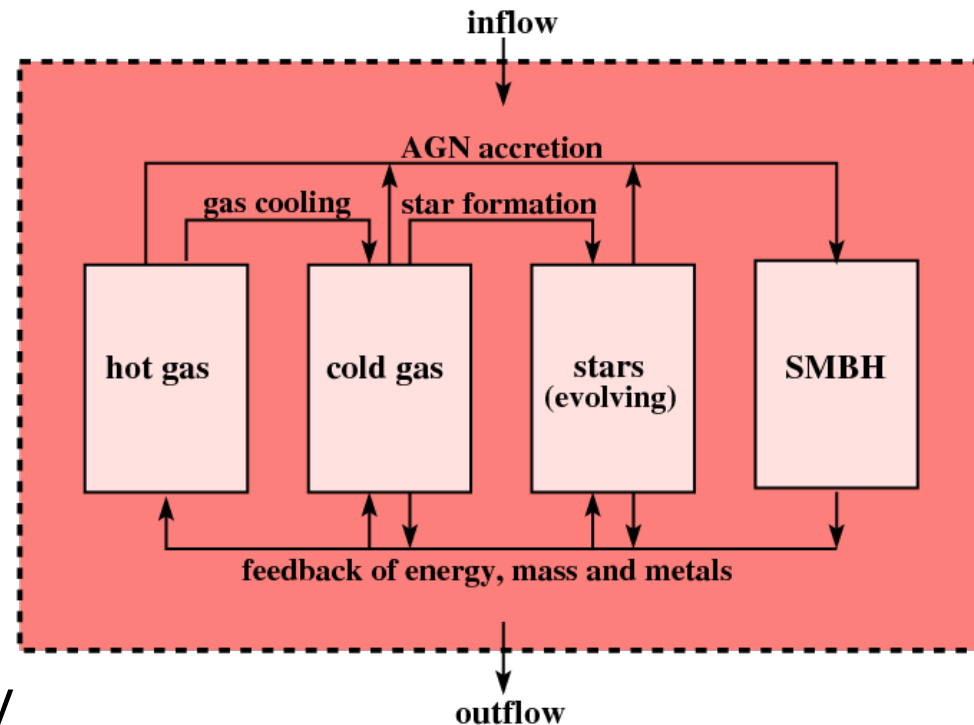 inflow
AGN accretion
gas cooling
star formation
hot gas
cold gas
stars
(evolving)
SMBH
feedback of energy, mass and metals
outflow